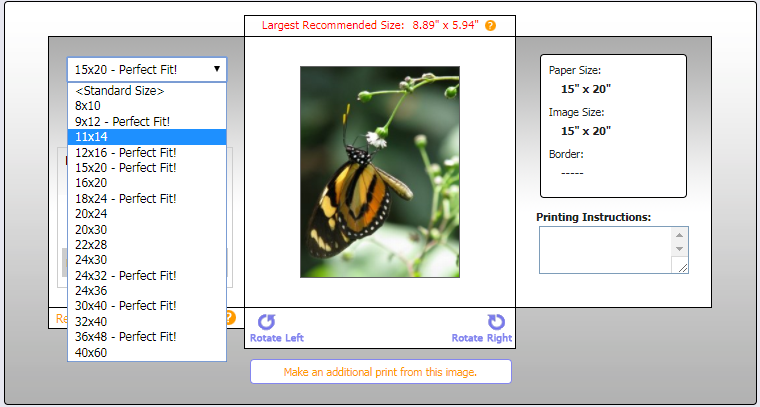 Largest Recommended Size: 8.89" x 5.94" ?
15x20 - Perfect Fit!
<Standard Size>
8x10
9x12 - Perfect Fit!
11x14
12x16 - Perfect Fit!
15x20 - Perfect Fit!
16x20
18x24 - Perfect Fit!
20x24
20x30
22x28
24x30
24x32 - Perfect Fit!
24x36
30x40 - Perfect Fit!
32x40
36x48 - Perfect Fit!
40x60
?
Rotate Left
Rotate Right
Make an additional print from this image.
Paper Size:
15" x 20"
Image Size:
15" x 20"
Border:
-----
Printing Instructions: